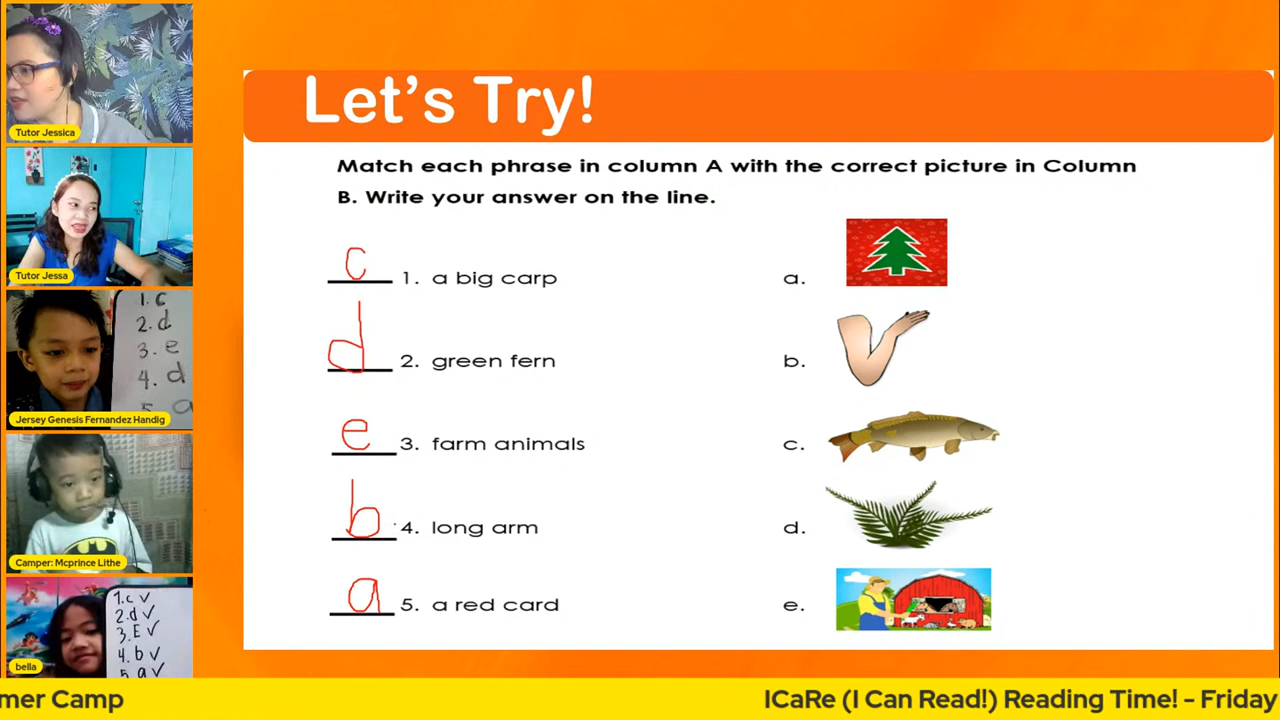 Let's Try!
Match each phrase in column A with the correct picture in Column
B. Write your answer on the line.
c 1. a big carp
a.
d 2. green fern
b.
e 3. farm animals
c.
b 4. long arm
d.
a 5. a red card
e.
Tutor Jessica
Tutor Jessa
1. c
2. d
3. e
4. d
5. a
Jersey Genesis Fernandez Handig
Camper: Mcprince Lithe
1. c ✓
2. d ✓
3. E ✓
4. b ✓
5. a ✓
bella
mer Camp
ICaRe (I Can Read!) Reading Time! - Friday